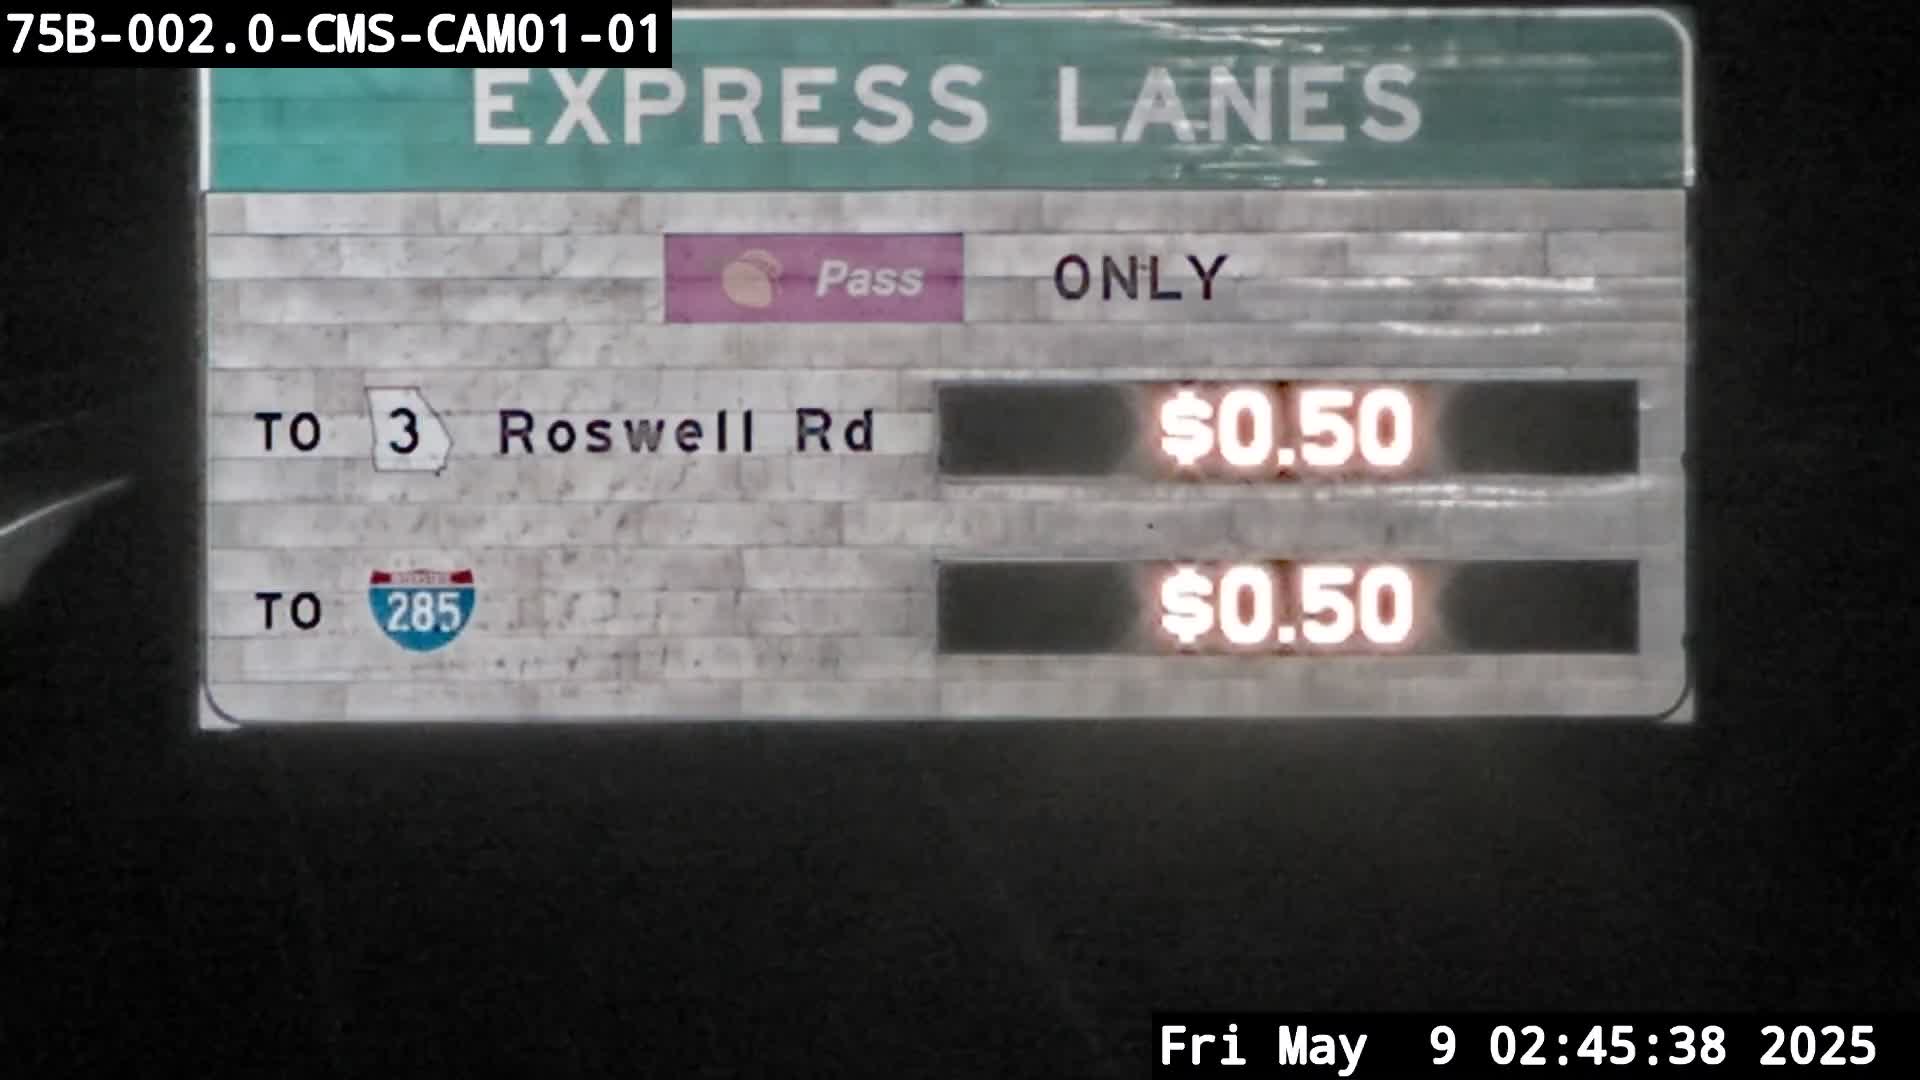 75B-002.0-CMS-CAM01-01
EXPRESS LANES
Pass ONLY
TO 3 Roswell Rd $0.50
TO 285 $0.50
Fri May 9 02:45:38 2025